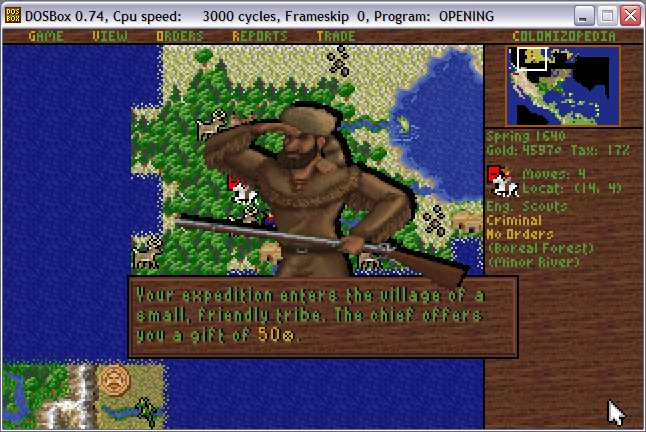 DOSBox 0.74, Cpu speed: 3000 cycles, Frameskip 0, Program: OPENING
GAME VIEW ORDERS REPORTS TRADE COLONIZOPEDIA
Spring 1640
Gold: 4597¢ Tax: 17%
Moves: 4
Locat: (14, 4)
Eng. Scouts
Criminal
No Orders
(Boreal Forest)
(Minor River)
Your expedition enters the village of a
small, friendly tribe. The chief offers
you a gift of 50¢.